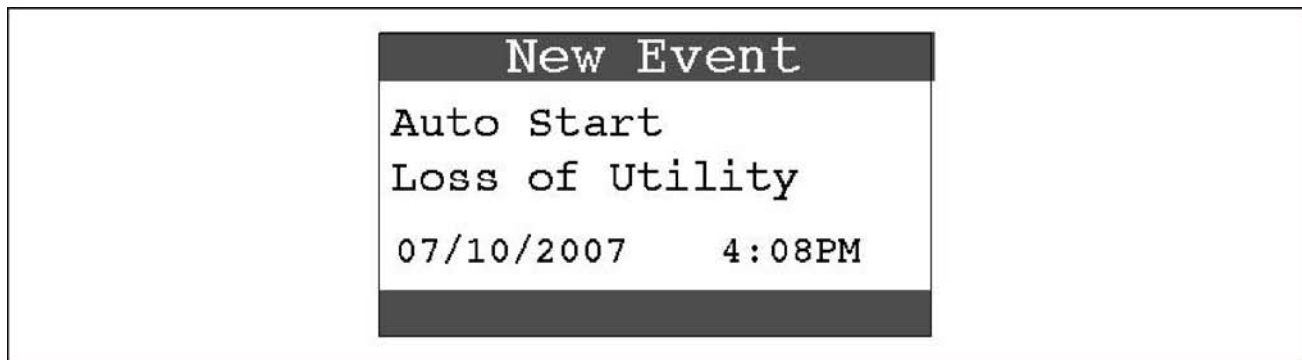 New Event
Auto Start
Loss of Utility
07/10/2007 4:08PM